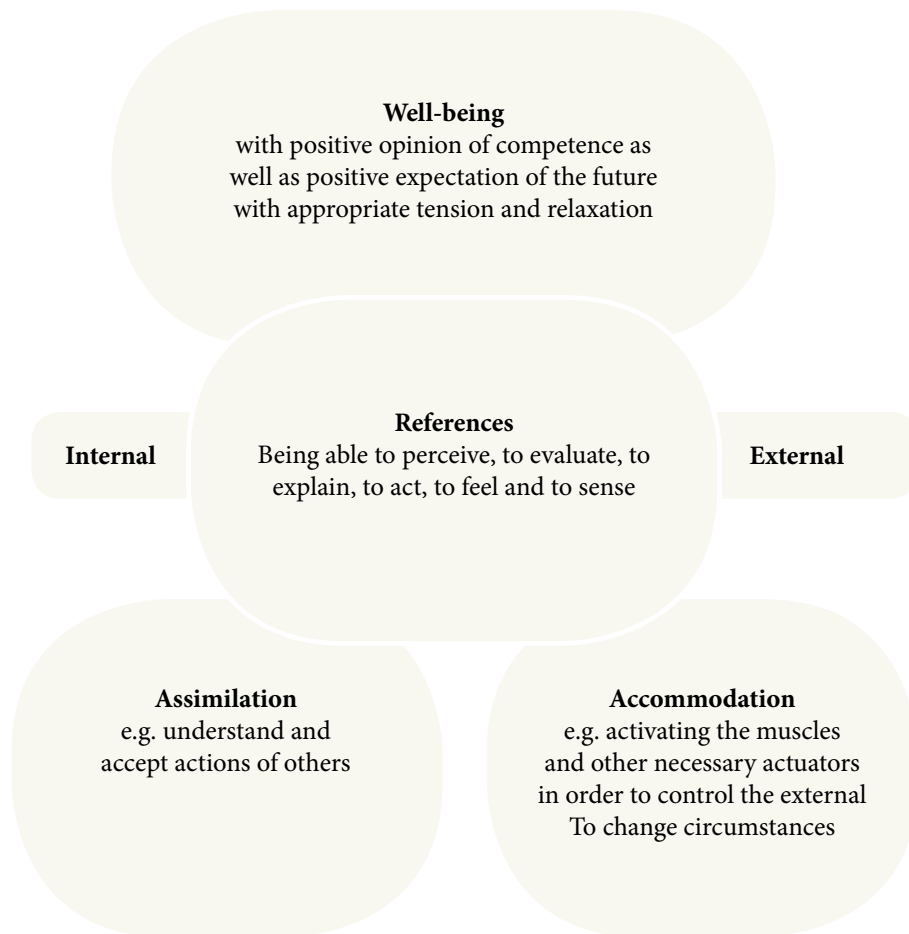 Well-being
with positive opinion of competence as
well as positive expectation of the future
with appropriate tension and relaxation
References
Being able to perceive, to evaluate, to
explain, to act, to feel and to sense
Internal
External
Assimilation
e.g. understand and
accept actions of others
Accommodation
e.g. activating the muscles
and other necessary actuators
in order to control the external
To change circumstances